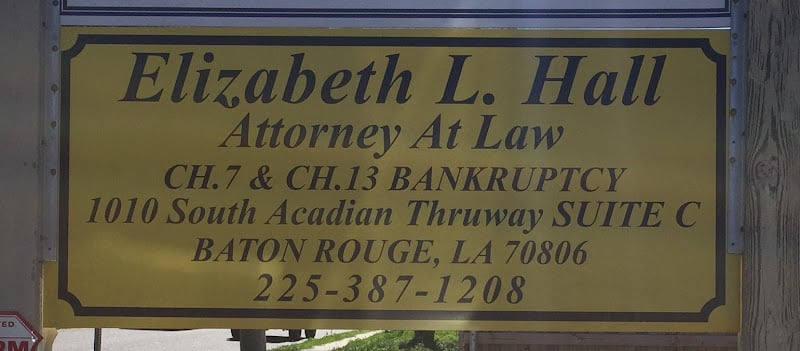 Elizabeth L. Hall
Attorney At Law
CH.7 & CH.13 BANKRUPTCY
1010 South Acadian Thruway SUITE C
BATON ROUGE, LA 70806
225-387-1208